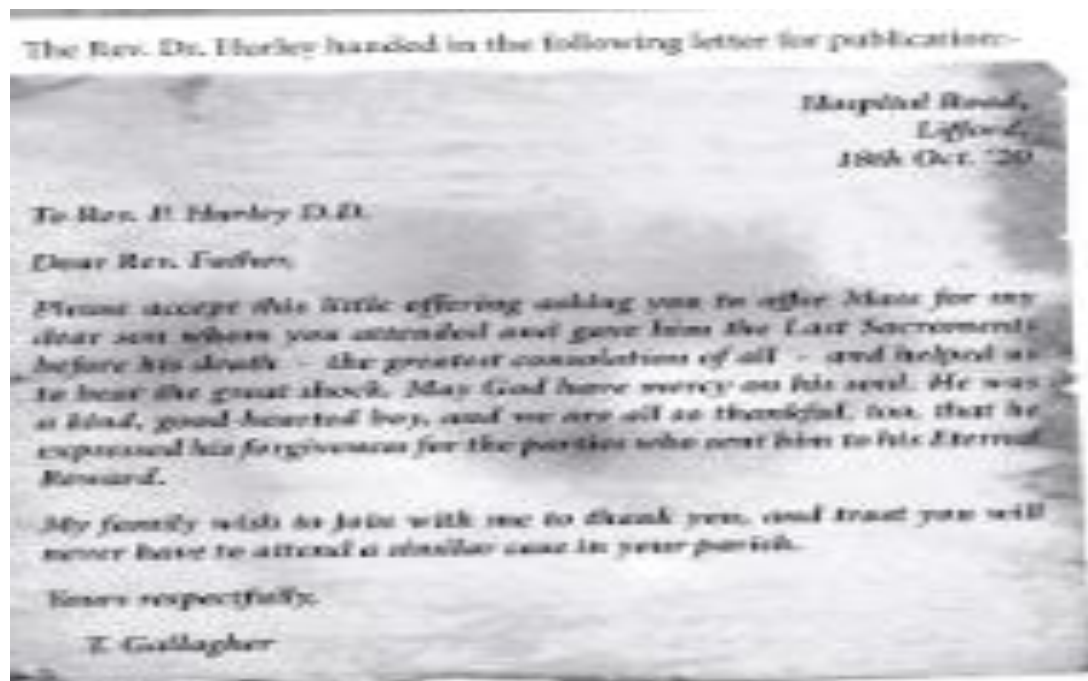 The Rev. Dr. Hurley handed in the following letter for publication:-
Hospital Road,
Lifford,
18th Oct. '20
To Rev. P. Hurley D.D.
Dear Rev. Father,
Please accept this little offering asking you to offer Mass for my
dear son whom you attended and gave him the Last Sacraments
before his death - the greatest consolation of all - and helped us
to bear the great shock. May God have mercy on his soul. He was
a kind, good-hearted boy, and we are all so thankful, too, that he
expressed his forgiveness for the parties who sent him to his Eternal
Reward.
My family wish to join with me to thank you, and trust you will
never have to attend a similar case in your parish.
Yours respectfully,
T. Gallagher